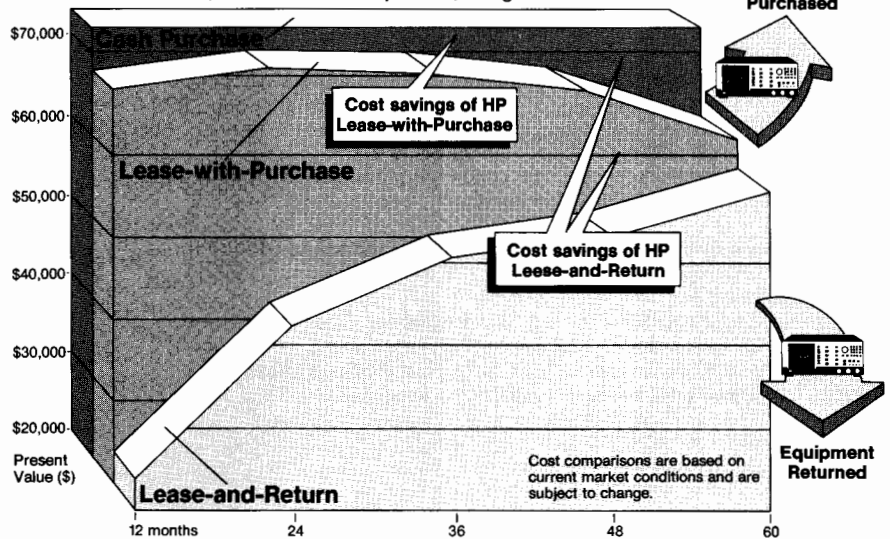 Purchased
$70,000
Cash Purchase
Cost savings of HP
Lease-with-Purchase
$60,000
Lease-with-Purchase
$50,000
Cost savings of HP
Leese-and-Return
$40,000
$30,000
$20,000
Present
Value ($)
Lease-and-Return
Cost comparisons are based on
current market conditions and are
subject to change.
Equipment
Returned
12 months
24
36
48
60